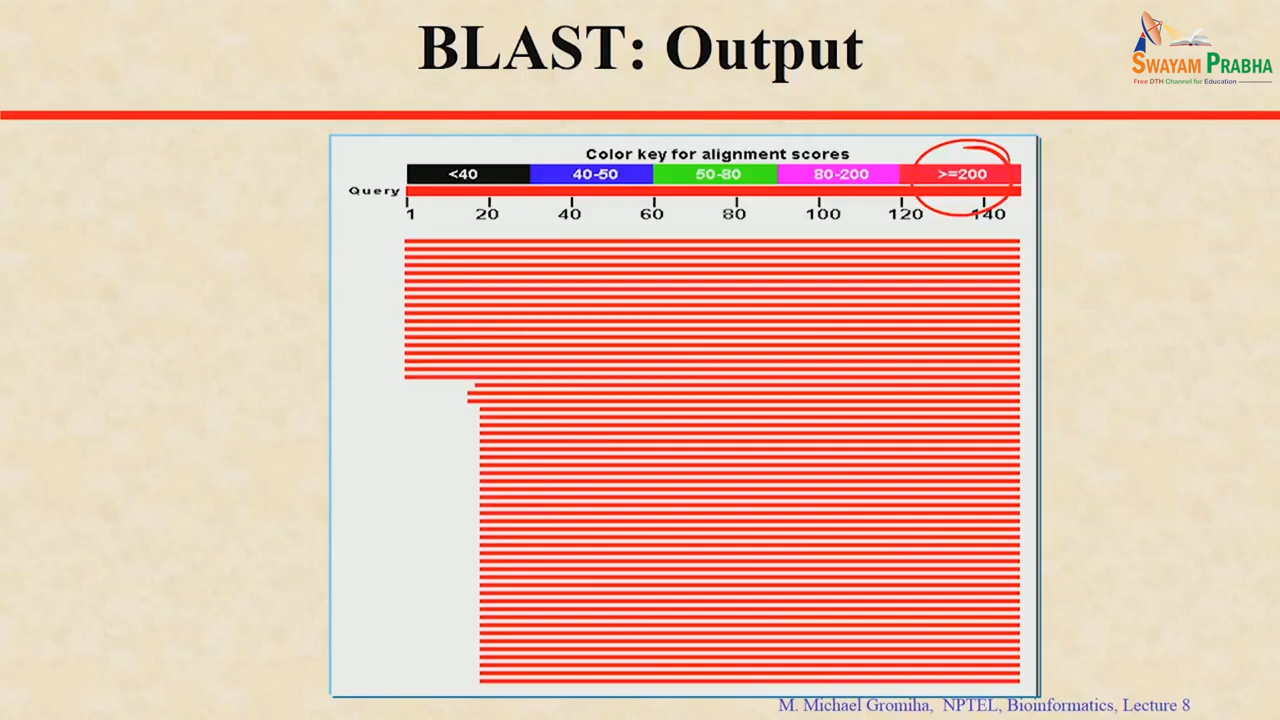 BLAST: Output
SWAYAM PRABHA
Free DTH Channel for Education
Color key for alignment scores
<40 40-50 50-80 80-200 >=200
Query
1 20 40 60 80 100 120 140
M. Michael Gromiha, NPTEL, Bioinformatics, Lecture 8